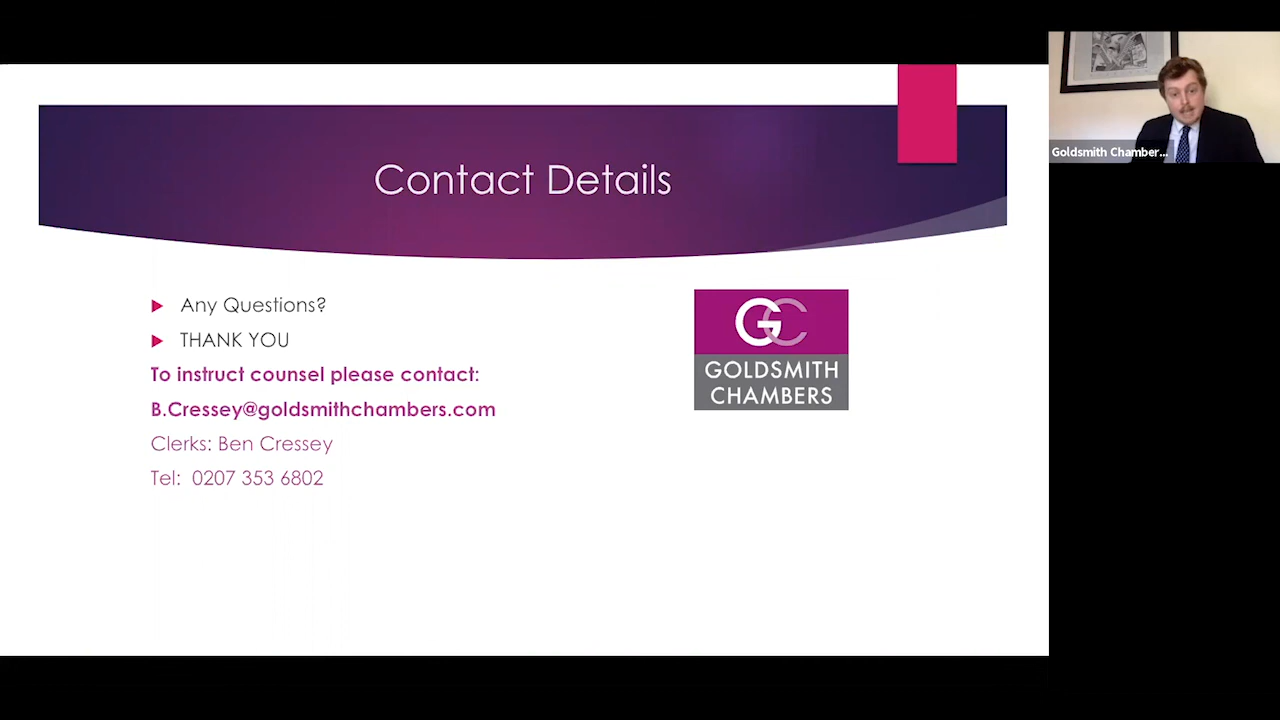 Contact Details
Any Questions?
THANK YOU
To instruct counsel please contact:
B.Cressey@goldsmithchambers.com
Clerks: Ben Cressey
Tel: 0207 353 6802
GC
GOLDSMITH
CHAMBERS
Goldsmith Chamber...